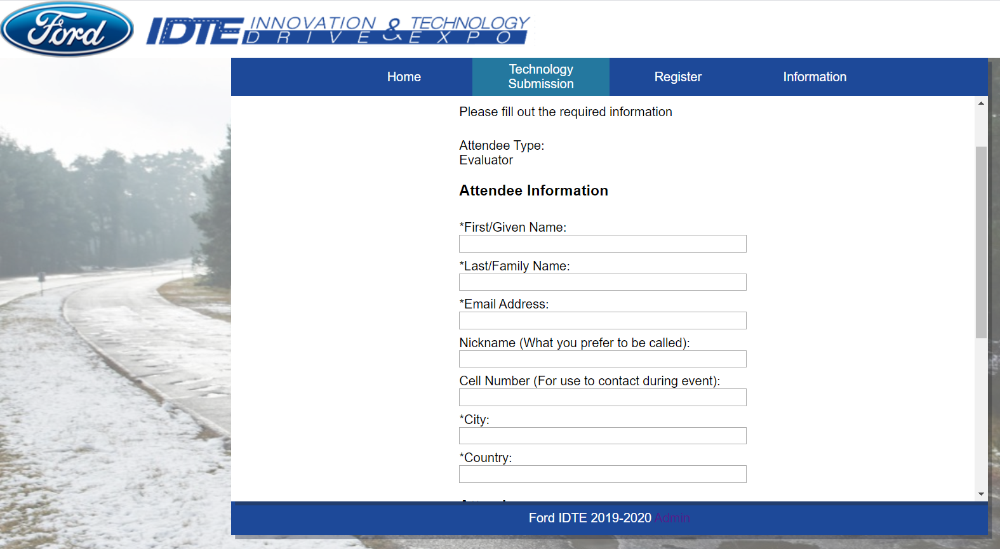 Ford
IDTE INNOVATION & TECHNOLOGY
DRIVE & EXPO
Home
Technology
Submission
Register
Information
Please fill out the required information
Attendee Type:
Evaluator
Attendee Information
*First/Given Name:
*Last/Family Name:
*Email Address:
Nickname (What you prefer to be called):
Cell Number (For use to contact during event):
*City:
*Country:
Ford IDTE 2019-2020 Admin